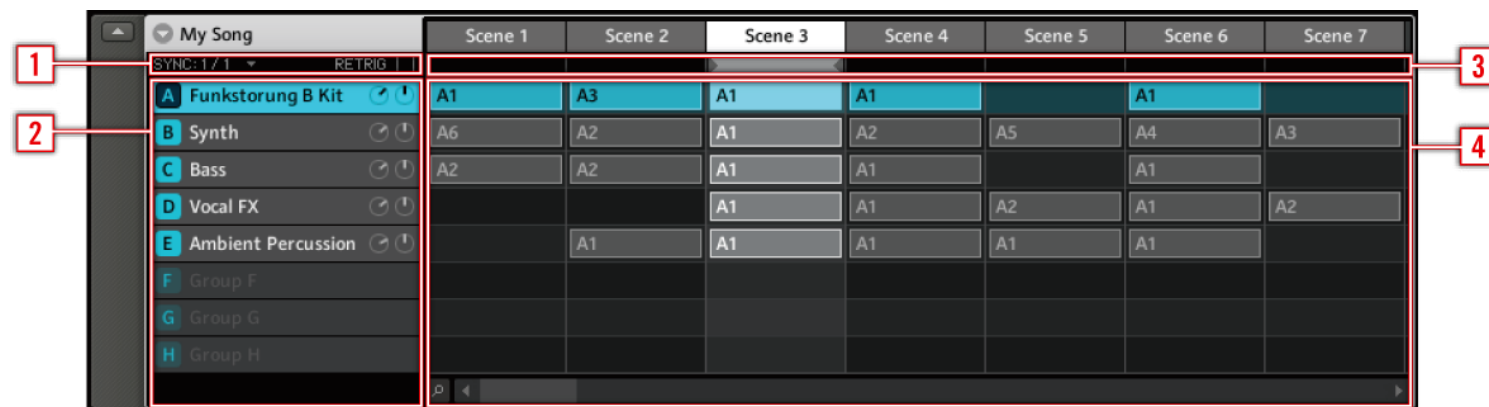 My Song Scene 1 Scene 2 Scene 3 Scene 4 Scene 5 Scene 6 Scene 7
1 SYNC: 1 / 1 RETRIG 3
A Funkstorung B Kit A1 A3 A1 A1 A1
2 B Synth A6 A2 A1 A2 A5 A4 A3 4
C Bass A2 A2 A1 A1 A1
D Vocal FX A1 A1 A2 A1 A2
E Ambient Percussion A1 A1 A1 A1 A1
F Group F
G Group G
H Group H